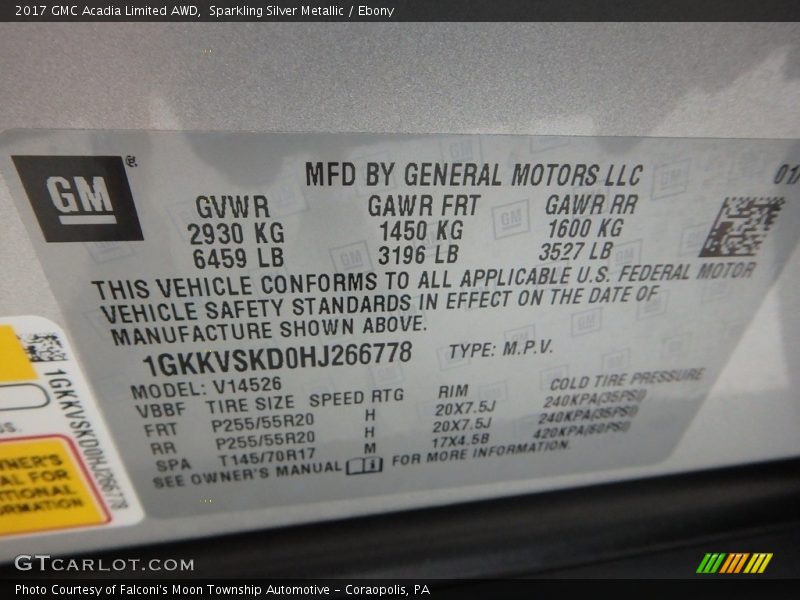 2017 GMC Acadia Limited AWD,  Sparkling Silver Metallic / Ebony
GM
MFD BY GENERAL MOTORS LLC
01/
GVWR GAWR FRT GAWR RR
2930 KG 1450 KG 1600 KG
6459 LB 3196 LB 3527 LB
THIS VEHICLE CONFORMS TO ALL APPLICABLE U.S. FEDERAL MOTOR
VEHICLE SAFETY STANDARDS IN EFFECT ON THE DATE OF
MANUFACTURE SHOWN ABOVE.
1GKKVSKD0HJ266778 TYPE: M.P.V.
MODEL: V14526
VBBF TIRE SIZE SPEED RTG RIM COLD TIRE PRESSURE
FRT P255/55R20 H 20X7.5J 240KPA(35PSI)
RR P255/55R20 H 20X7.5J 240KPA(35PSI)
SPA T145/70R17 M 17X4.5B 420KPA(60PSI)
SEE OWNER'S MANUAL FOR MORE INFORMATION.
1GKKVSKD0HJ266778
GTCARLOT.COM
Photo Courtesy of Falconi's Moon Township Automotive – Coraopolis, PA